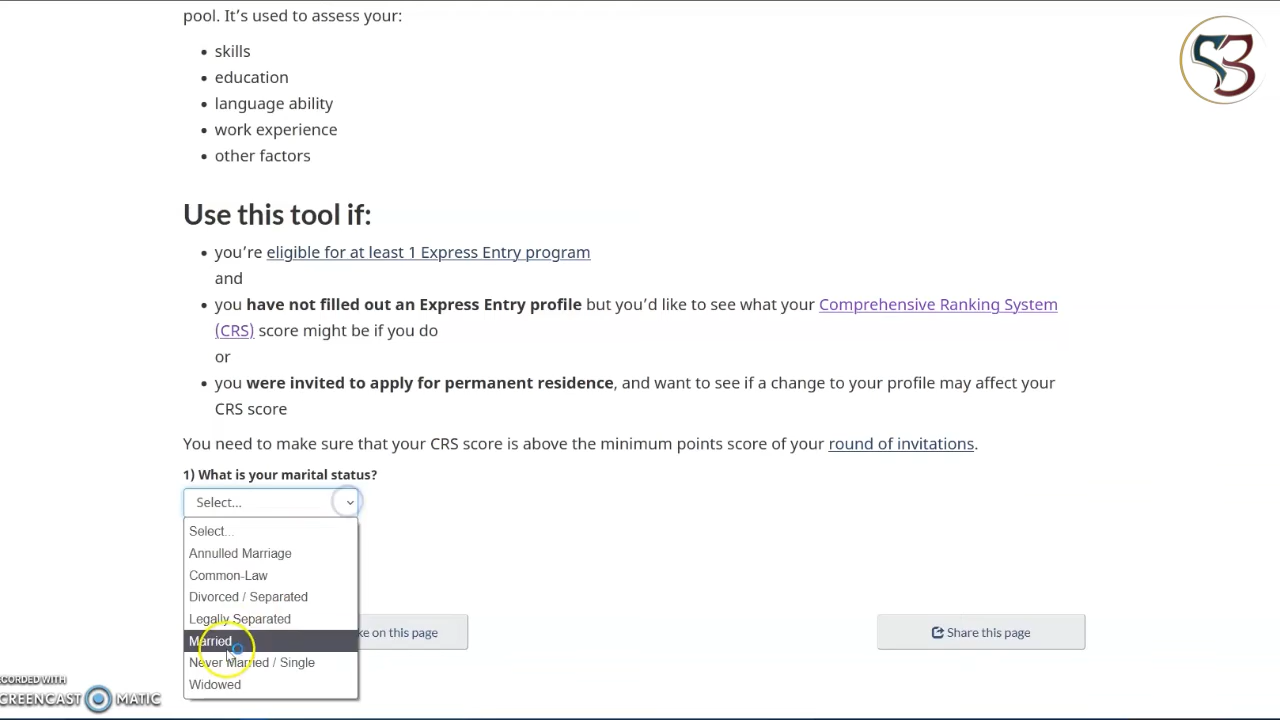 pool. It's used to assess your:
• skills
• education
• language ability
• work experience
• other factors
Use this tool if:
• you're eligible for at least 1 Express Entry program
and
• you have not filled out an Express Entry profile but you'd like to see what your Comprehensive Ranking System
(CRS) score might be if you do
or
• you were invited to apply for permanent residence, and want to see if a change to your profile may affect your
CRS score
You need to make sure that your CRS score is above the minimum points score of your round of invitations.
1) What is your marital status?
Select...
Select...
Annulled Marriage
Common-Law
Divorced / Separated
Legally Separated
Married
Never Married / Single
Widowed
ke on this page
Share this page
CORDED WITH
CREENCAST MATIC